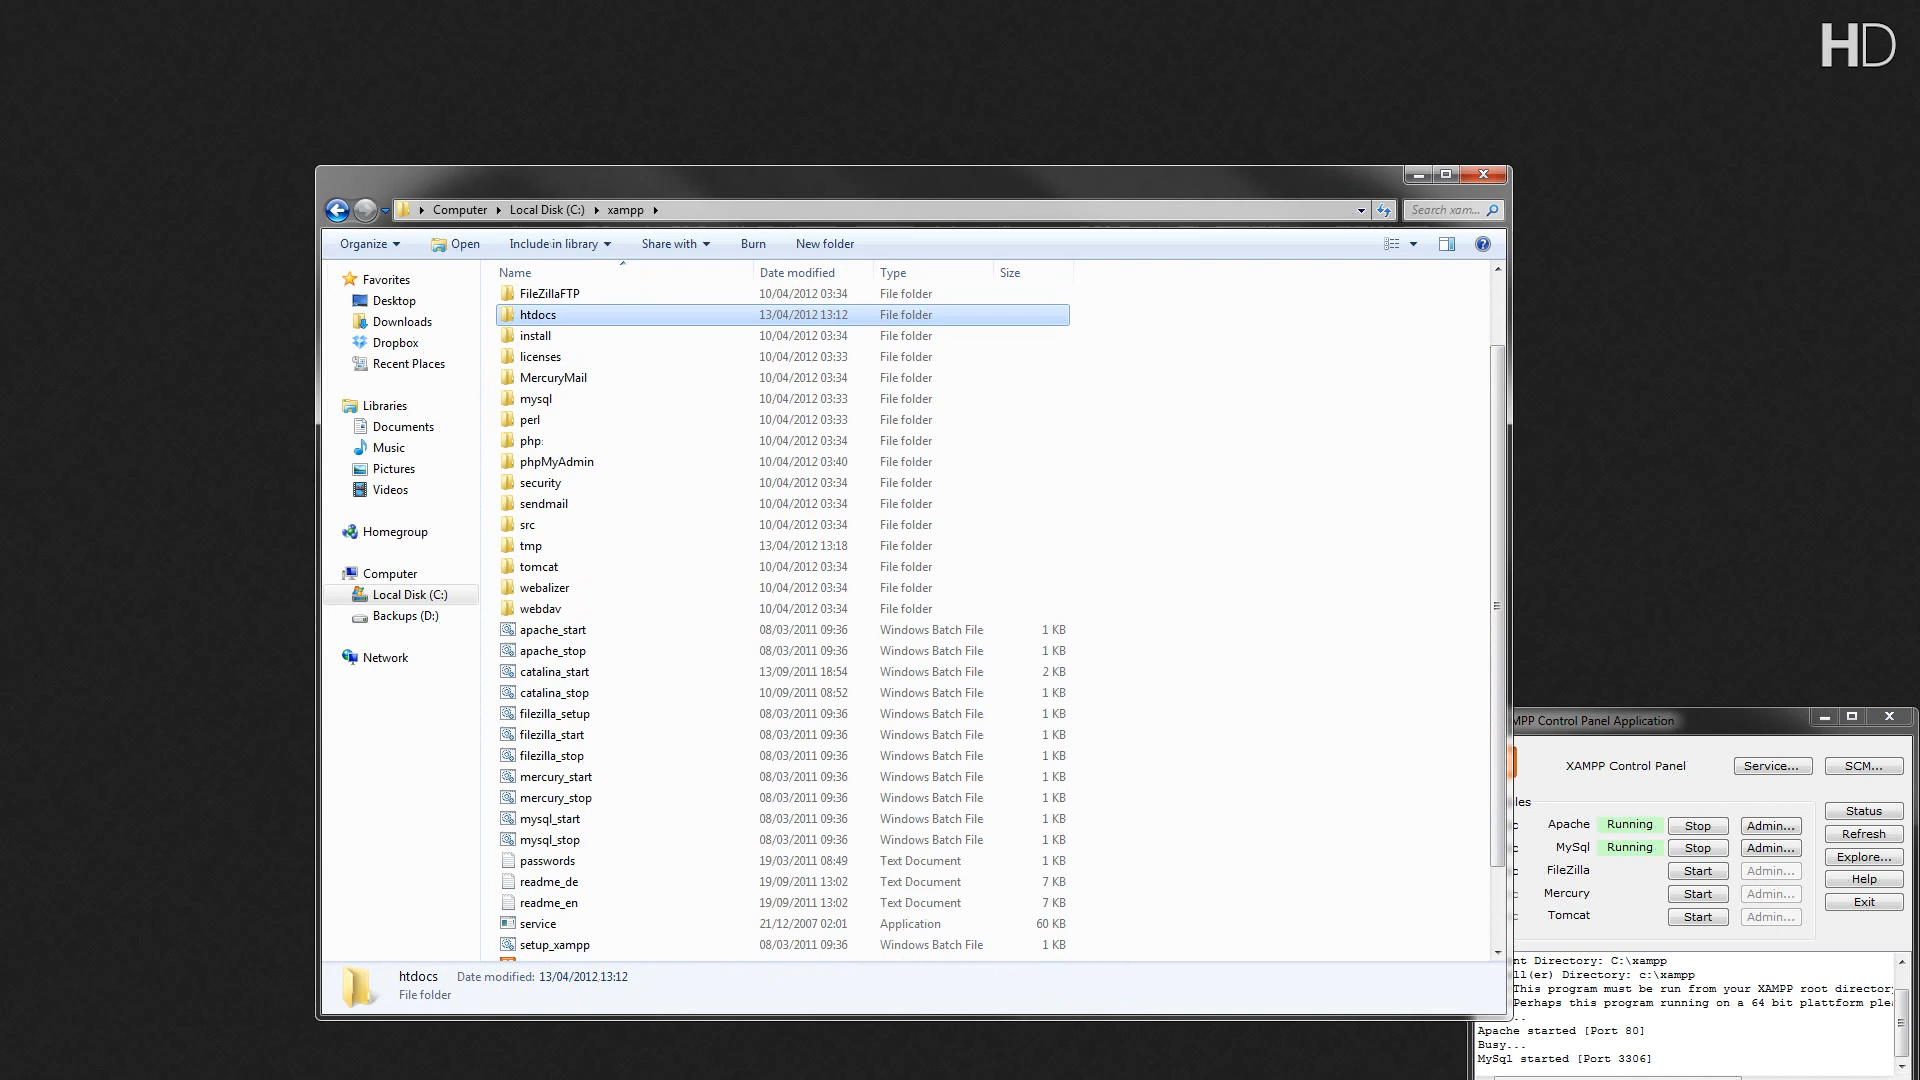 HD
Computer Local Disk (C:) xampp
Search xam...
Organize Open Include in library Share with Burn New folder
Name Date modified Type Size
Favorites
Desktop
Downloads
Dropbox
Recent Places
Libraries
Documents
Music
Pictures
Videos
Homegroup
Computer
Local Disk (C:)
Backups (D:)
Network
FileZillaFTP 10/04/2012 03:34 File folder
htdocs 13/04/2012 13:12 File folder
install 10/04/2012 03:34 File folder
licenses 10/04/2012 03:33 File folder
MercuryMail 10/04/2012 03:34 File folder
mysql 10/04/2012 03:33 File folder
perl 10/04/2012 03:33 File folder
php 10/04/2012 03:34 File folder
phpMyAdmin 10/04/2012 03:40 File folder
security 10/04/2012 03:34 File folder
sendmail 10/04/2012 03:34 File folder
src 10/04/2012 03:34 File folder
tmp 13/04/2012 13:18 File folder
tomcat 10/04/2012 03:34 File folder
webalizer 10/04/2012 03:34 File folder
webdav 10/04/2012 03:34 File folder
apache_start 08/03/2011 09:36 Windows Batch File 1 KB
apache_stop 08/03/2011 09:36 Windows Batch File 1 KB
catalina_start 13/09/2011 18:54 Windows Batch File 2 KB
catalina_stop 10/09/2011 08:52 Windows Batch File 1 KB
filezilla_setup 08/03/2011 09:36 Windows Batch File 1 KB
filezilla_start 08/03/2011 09:36 Windows Batch File 1 KB
filezilla_stop 08/03/2011 09:36 Windows Batch File 1 KB
mercury_start 08/03/2011 09:36 Windows Batch File 1 KB
mercury_stop 08/03/2011 09:36 Windows Batch File 1 KB
mysql_start 08/03/2011 09:36 Windows Batch File 1 KB
mysql_stop 08/03/2011 09:36 Windows Batch File 1 KB
passwords 19/03/2011 08:49 Text Document 1 KB
readme_de 19/09/2011 13:02 Text Document 7 KB
readme_en 19/09/2011 13:02 Text Document 7 KB
service 21/12/2007 02:01 Application 60 KB
setup_xampp 08/03/2011 09:36 Windows Batch File 1 KB
htdocs Date modified: 13/04/2012 13:12
File folder
MPP Control Panel Application
XAMPP Control Panel Service... SCM...
les
Apache Running Stop Admin...
MySql Running Stop Admin...
FileZilla Start Admin...
Mercury Start Admin...
Tomcat Start Admin...
Status
Refresh
Explore...
Help
Exit
nt Directory: C:\xampp
ll(er) Directory: c:\xampp
This program must be run from your XAMPP root director
Perhaps this program running on a 64 bit plattform ple
..
Apache started [Port 80]
Busy...
MySql started [Port 3306]